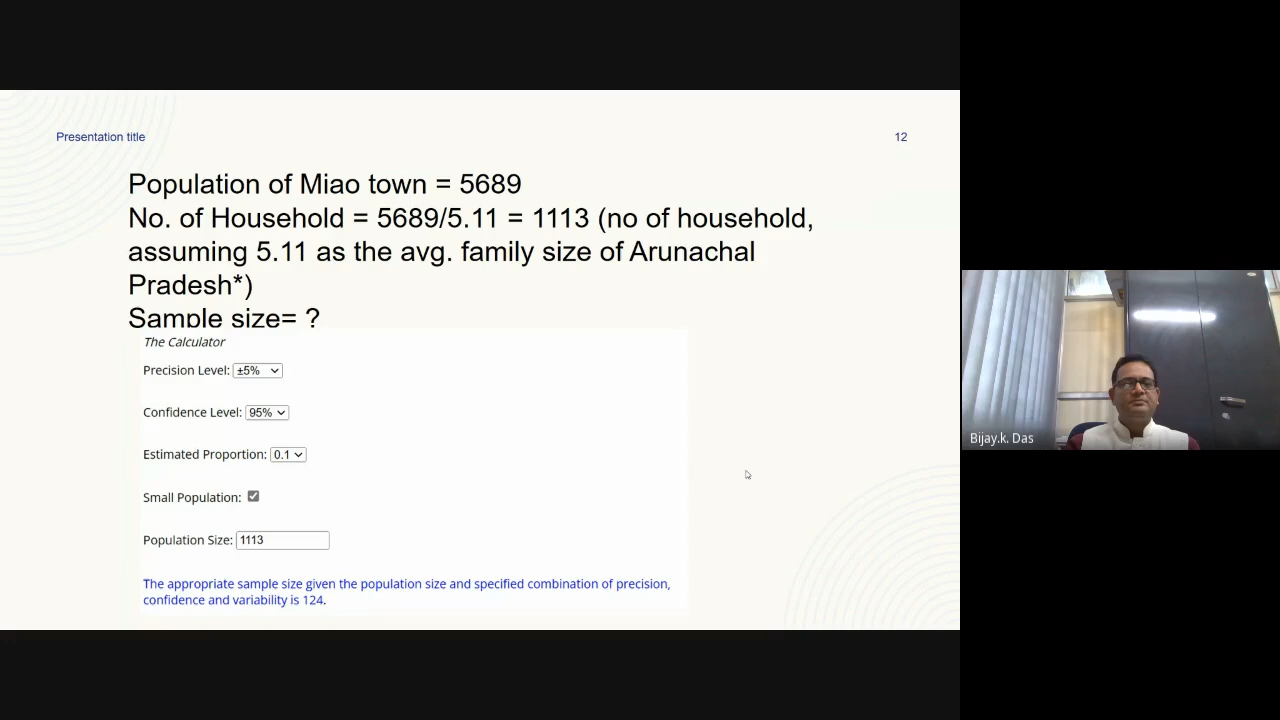 Presentation title
12
Population of Miao town = 5689
No. of Household = 5689/5.11 = 1113 (no of household,
assuming 5.11 as the avg. family size of Arunachal
Pradesh*)
Sample size= ?
The Calculator
Precision Level: ±5%
Confidence Level: 95%
Estimated Proportion: 0.1
Small Population:
Population Size: 1113
The appropriate sample size given the population size and specified combination of precision,
confidence and variability is 124.
Bijay.k. Das